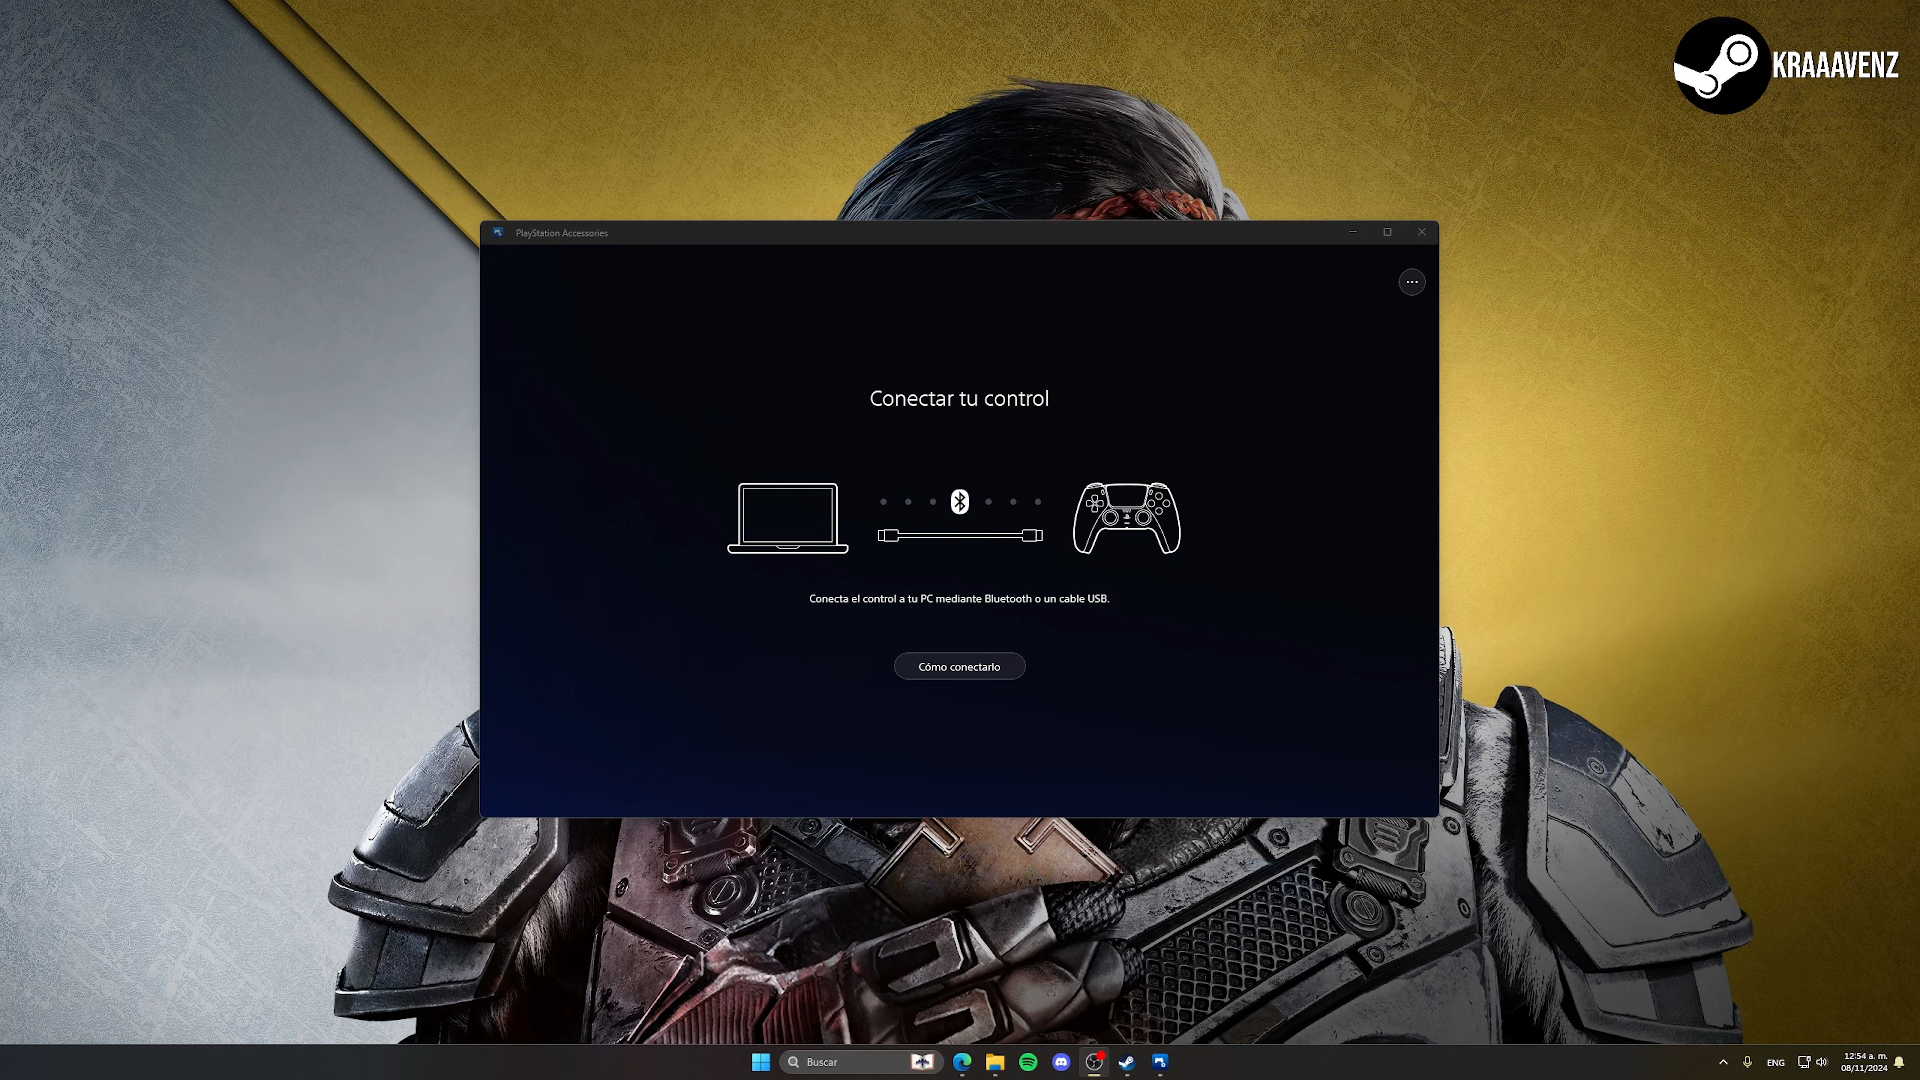 KRAAAVENZ
PlayStation Accessories
Conectar tu control
Conecta el control a tu PC mediante Bluetooth o un cable USB.
Cómo conectarlo
Buscar
ENG
12:54 a. m.
08/11/2024